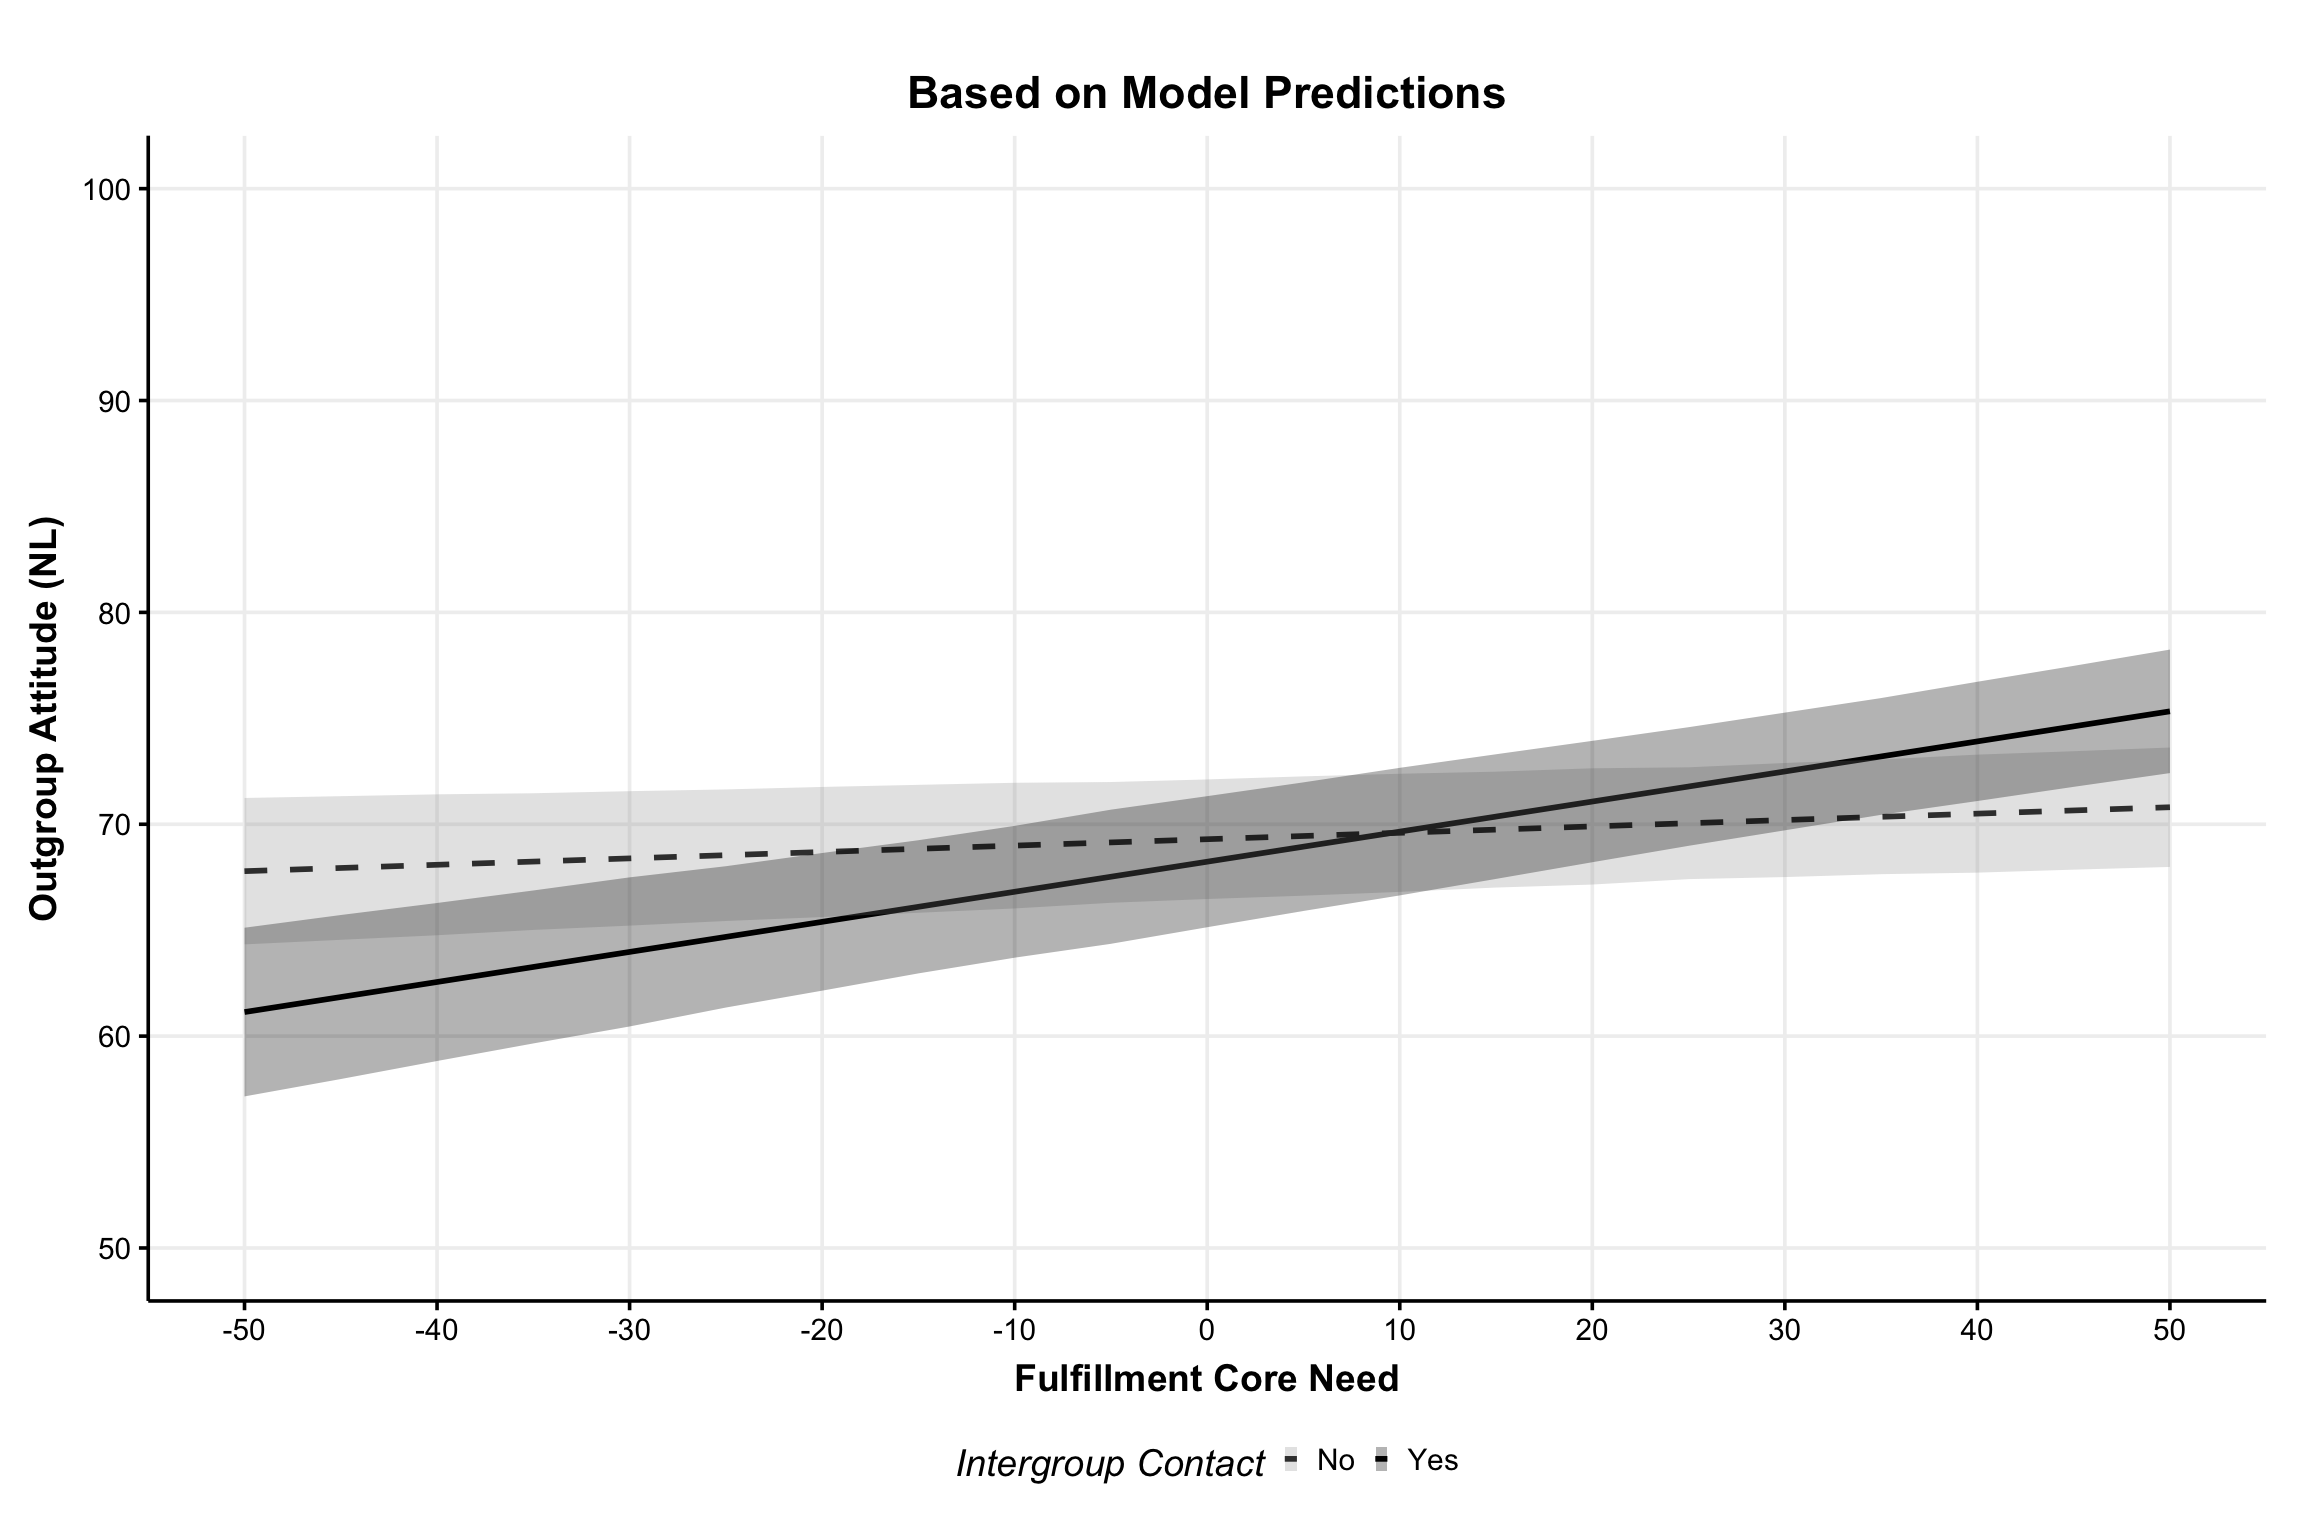 Based on Model Predictions
100
90
80
70
60
50
Outgroup Attitude (NL)
-50 -40 -30 -20 -10 0 10 20 30 40 50
Fulfillment Core Need
Intergroup Contact No Yes